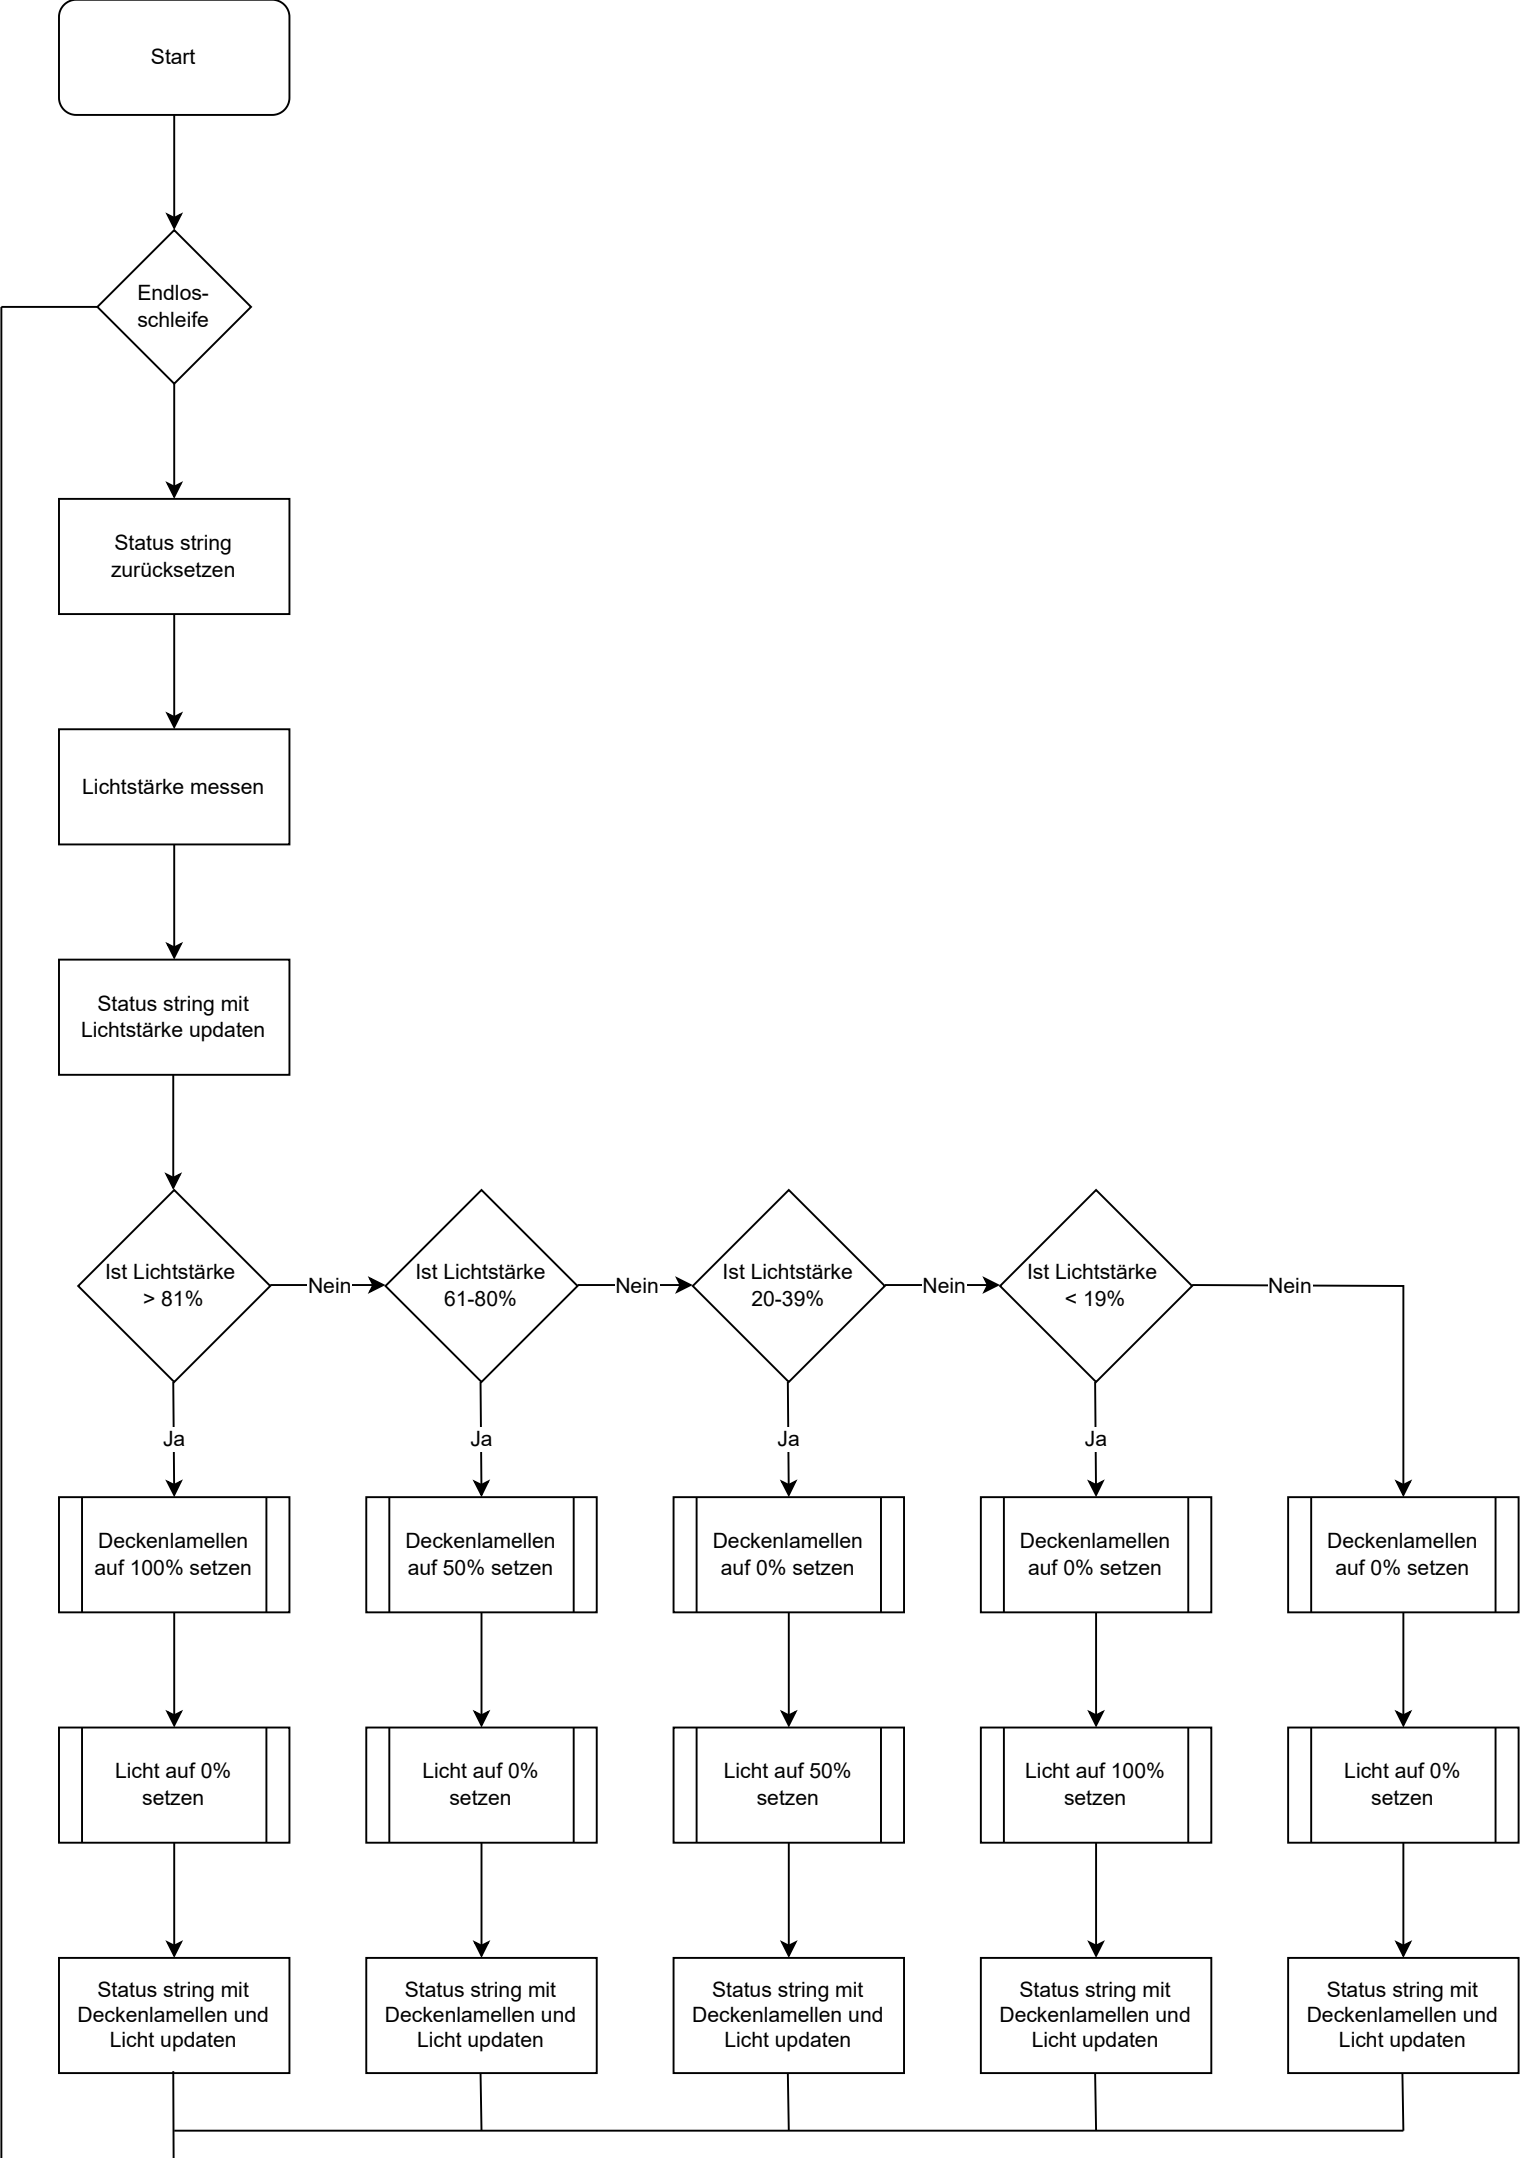 Start
Endlos-
schleife
Status string
zurücksetzen
Lichtstärke messen
Status string mit
Lichtstärke updaten
Ist Lichtstärke
> 81%
Nein
Ist Lichtstärke
61-80%
Nein
Ist Lichtstärke
20-39%
Nein
Ist Lichtstärke
< 19%
Nein
Ja
Ja
Ja
Ja
Deckenlamellen
auf 100% setzen
Deckenlamellen
auf 50% setzen
Deckenlamellen
auf 0% setzen
Deckenlamellen
auf 0% setzen
Deckenlamellen
auf 0% setzen
Licht auf 0%
setzen
Licht auf 0%
setzen
Licht auf 50%
setzen
Licht auf 100%
setzen
Licht auf 0%
setzen
Status string mit
Deckenlamellen und
Licht updaten
Status string mit
Deckenlamellen und
Licht updaten
Status string mit
Deckenlamellen und
Licht updaten
Status string mit
Deckenlamellen und
Licht updaten
Status string mit
Deckenlamellen und
Licht updaten